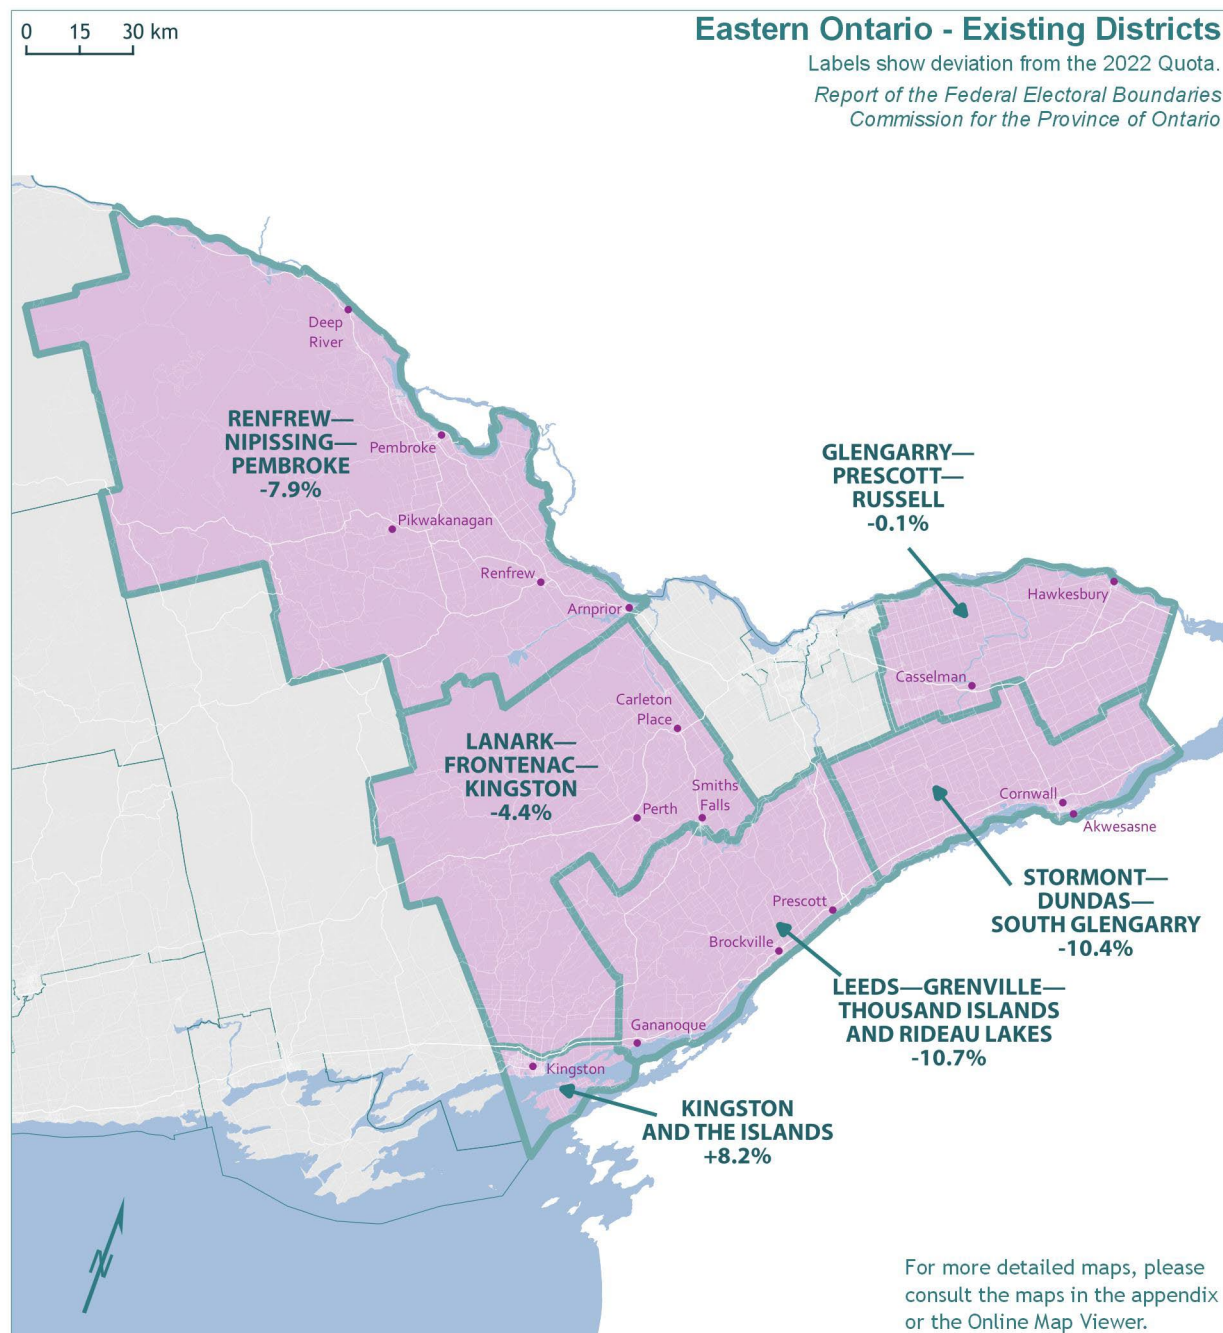 0 15 30 km
Eastern Ontario - Existing Districts
Labels show deviation from the 2022 Quota.
Report of the Federal Electoral Boundaries
Commission for the Province of Ontario
Deep
River
RENFREW—
NIPISSING—
PEMBROKE
-7.9%
Pembroke
Pikwakanagan
Renfrew
Arnprior
GLENGARRY—
PRESCOTT—
RUSSELL
-0.1%
Hawkesbury
Casselman
Carleton
Place
LANARK—
FRONTENAC—
KINGSTON
-4.4%
Smiths
Falls
Perth
Cornwall
Akwesasne
STORMONT—
DUNDAS—
SOUTH GLENGARRY
-10.4%
Prescott
Brockville
LEEDS—GRENVILLE—
THOUSAND ISLANDS
AND RIDEAU LAKES
-10.7%
Gananoque
Kingston
KINGSTON
AND THE ISLANDS
+8.2%
N
For more detailed maps, please
consult the maps in the appendix
or the Online Map Viewer.